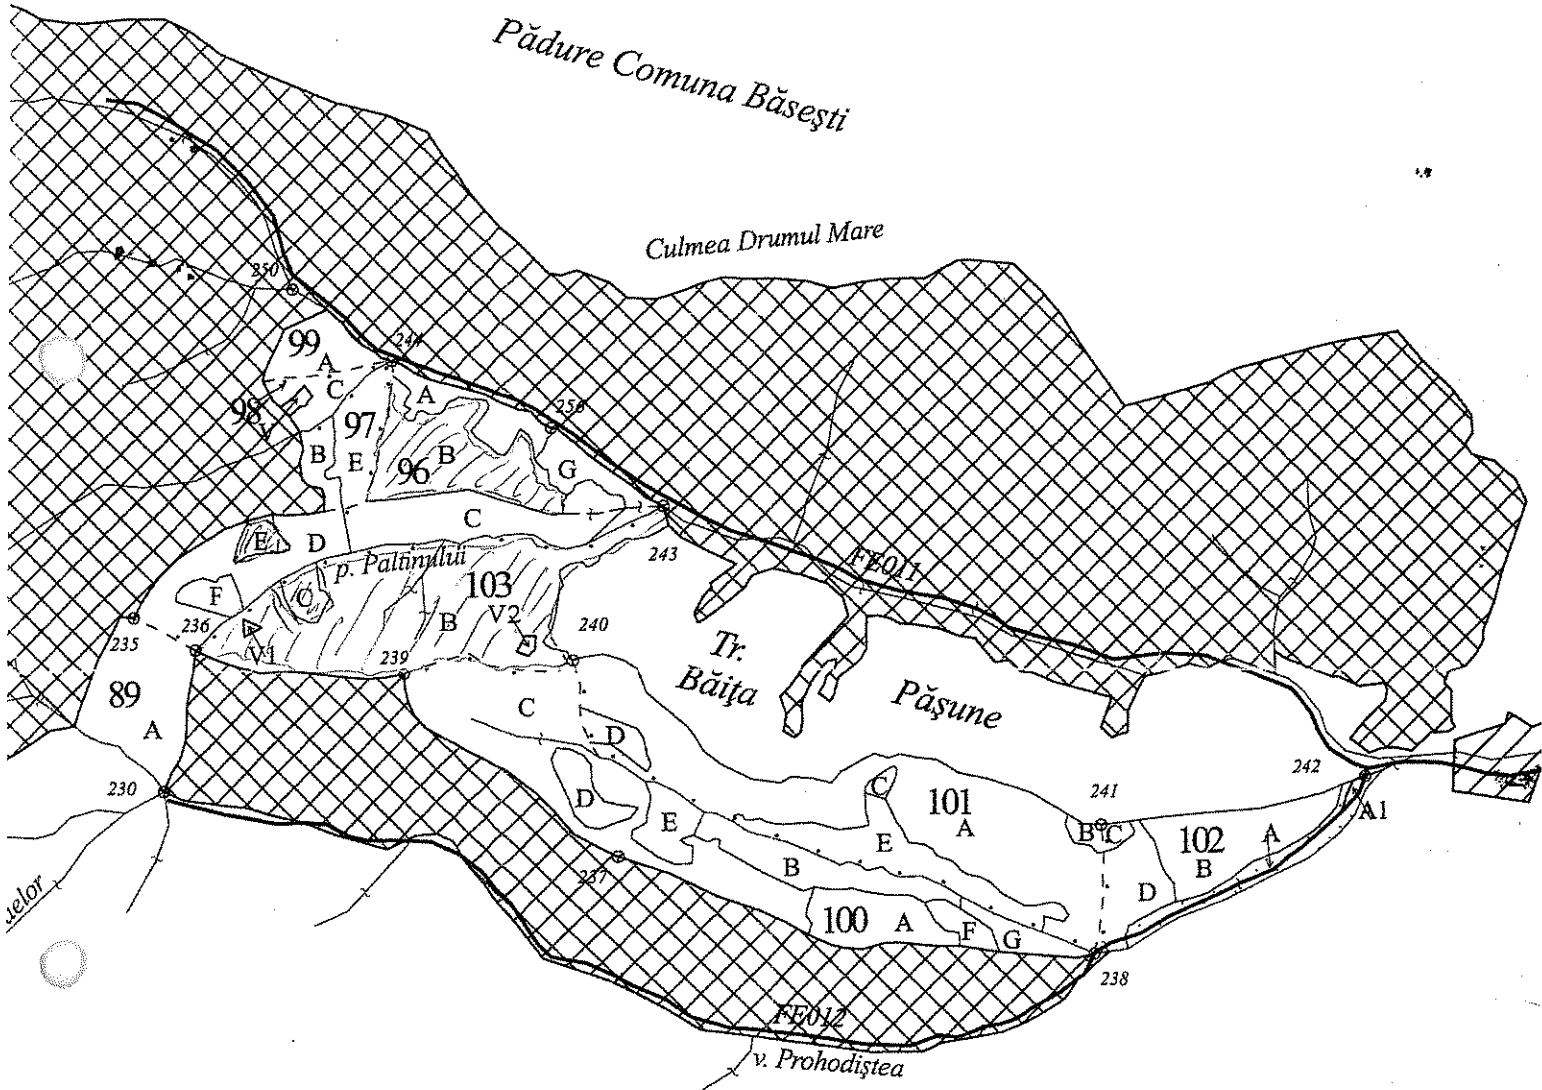 Pădure Comuna Băseşti
Culmea Drumul Mare
250
99
A
244
C
A
98
V
97
256
B
E
96
B
G
C
E
D
243
FE011
p. Paltinului
103
F
C
B
V2
240
235
236
V1
239
Tr.
Băiţa
Păşune
89
A
C
D
230
D
242
241
C
101
A
B
C
102
A
A1
E
E
B
B
D
237
100
A
F
G
238
FE012
v. Prohodiştea